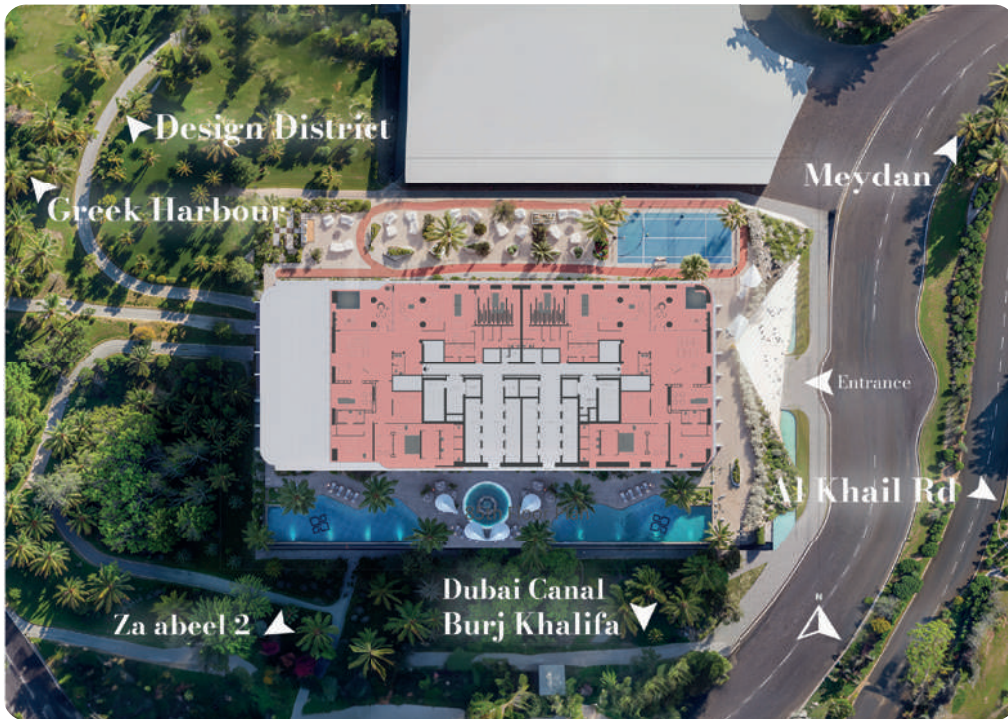 Design District
Meydan
Greek Harbour
Entrance
Al Khail Rd
Dubai Canal
Burj Khalifa
Za abeel 2
N